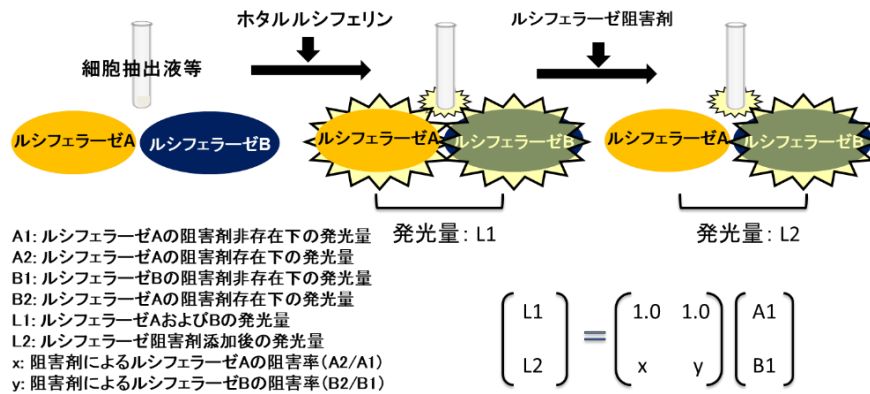 ホタルルシフェリン
ルシフェラーゼ阻害剤
細胞抽出液等
ルシフェラーゼA
ルシフェラーゼB
ルシフェラーゼA
ルシフェラーゼB
ルシフェラーゼA
ルシフェラーゼB
発光量: L1
発光量: L2
A1: ルシフェラーゼAの阻害剤非存在下の発光量
A2: ルシフェラーゼAの阻害剤存在下の発光量
B1: ルシフェラーゼBの阻害剤非存在下の発光量
B2: ルシフェラーゼAの阻害剤存在下の発光量
L1: ルシフェラーゼAおよびBの発光量
L2: ルシフェラーゼ阻害剤添加後の発光量
x: 阻害剤によるルシフェラーゼAの阻害率(A2/A1)
y: 阻害剤によるルシフェラーゼBの阻害率(B2/B1)
L1 = 1.0 1.0 A1
L2 x y B1